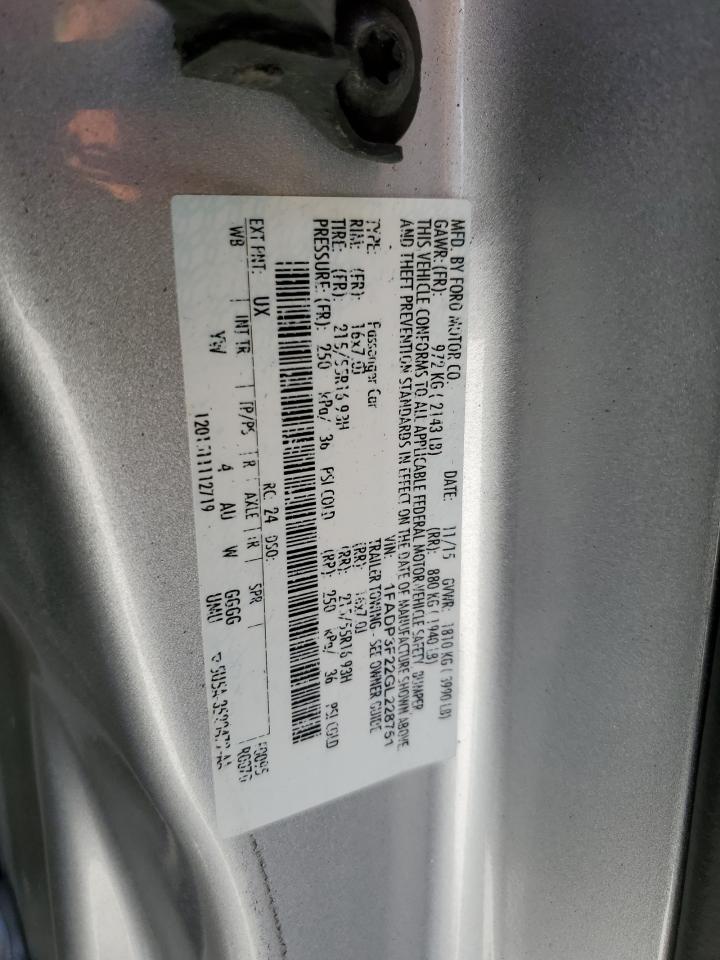 MFD. BY FORD MOTOR CO.
DATE: 11/15 GVWR: 1810 KG ( 3990 LB)
GAWR:(FR): 972 KG ( 2143 LB) (RR): 880 KG ( 1940 LB)
THIS VEHICLE CONFORMS TO ALL APPLICABLE FEDERAL MOTOR VEHICLE SAFETY, BUMPER
AND THEFT PREVENTION STANDARDS IN EFFECT ON THE DATE OF MANUFACTURE SHOWN ABOVE.
VIN: 1FADP3F22GL228751
TYPE: Passenger Car TRAILER TOWING - SEE OWNER GUIDE
RIM: (FR): 16x7.0J (RR): 16x7.0J
TIRE: (FR): 215/55R16 93H (RR): 215/55R16 93H
PRESSURE:(FR): 250 kPa/ 36 PSI COLD (RR): 250 kPa/ 36 PSI COLD
EXT PNT: UX RC: 24 DSO:
WB INT TR TP/PS R AXLE TR SPR
YW 4 AU W GGGG
UMU
1201511112719